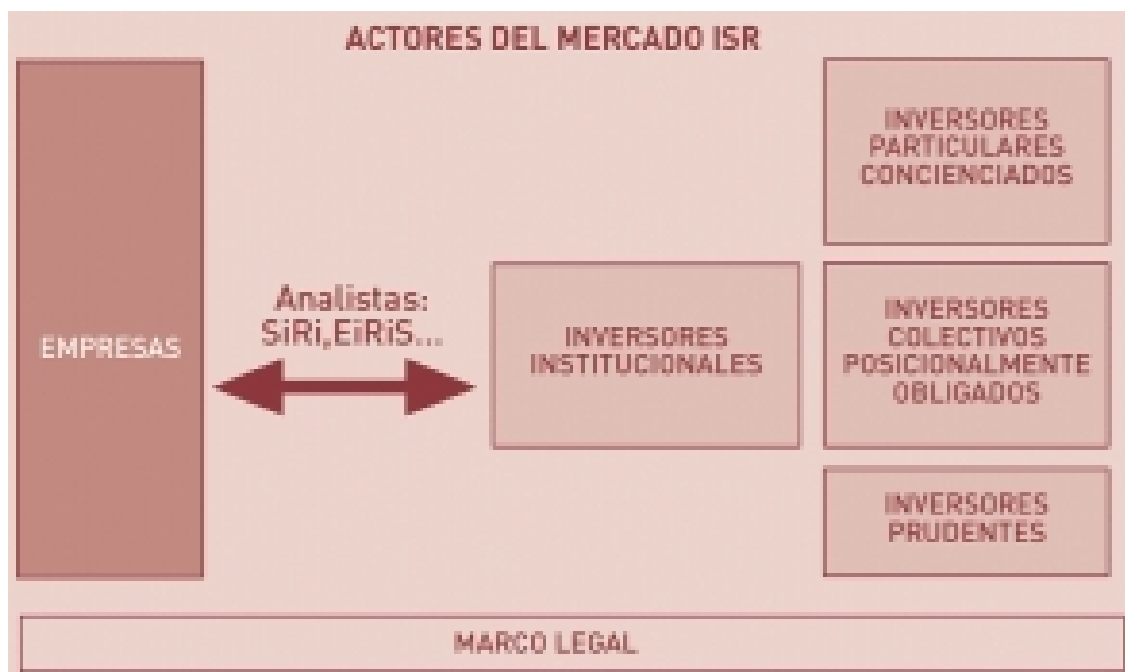 ACTORES DEL MERCADO ISR
EMPRESAS
Analistas:
SiRi,EiRiS...
INVERSORES
INSTITUCIONALES
INVERSORES
PARTICULARES
CONCIENCIADOS
INVERSORES
COLECTIVOS
POSICIONALMENTE
OBLIGADOS
INVERSORES
PRUDENTES
MARCO LEGAL